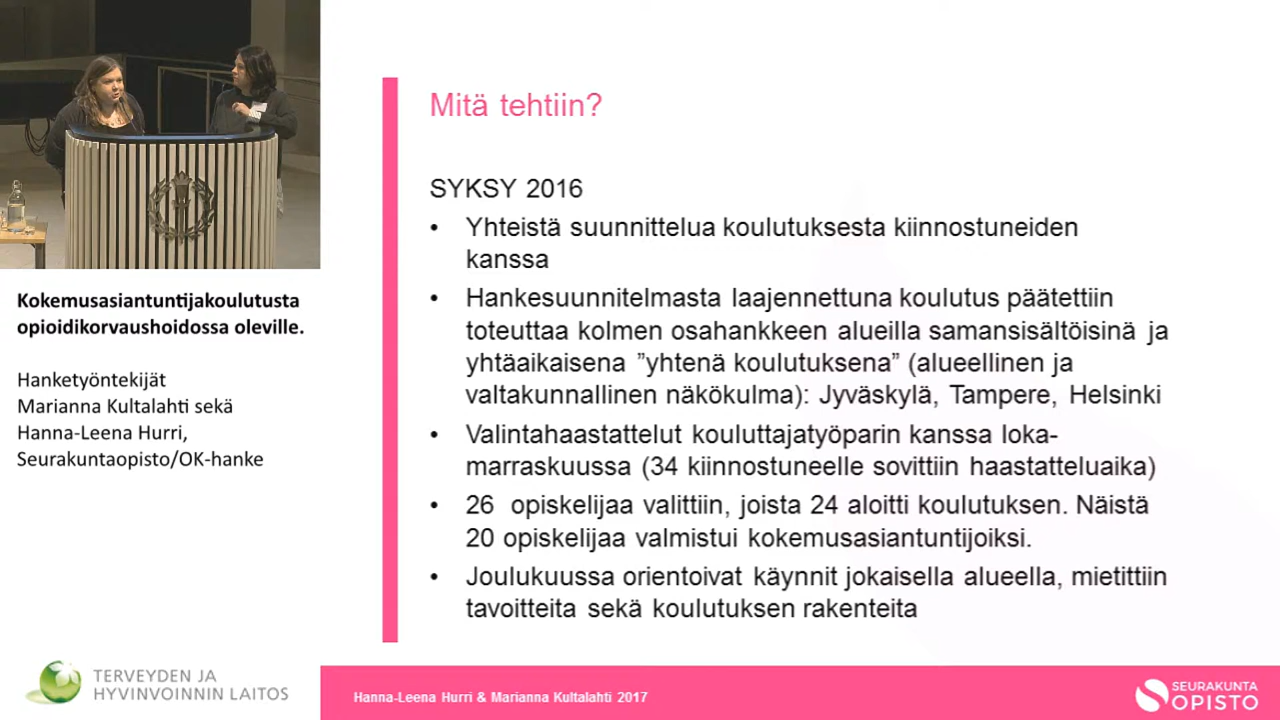 Mitä tehtiin?
SYKSY 2016
• Yhteistä suunnittelua koulutuksesta kiinnostuneiden
kanssa
• Hankesuunnitelmasta laajennettuna koulutus päätettiin
toteuttaa kolmen osahankkeen alueilla samansisältöisinä ja
yhtäaikaisena ”yhtenä koulutuksena” (alueellinen ja
valtakunnallinen näkökulma): Jyväskylä, Tampere, Helsinki
• Valintahaastattelut kouluttajatyöparin kanssa loka-
marraskuussa (34 kiinnostuneelle sovittiin haastatteluaika)
• 26 opiskelijaa valittiin, joista 24 aloitti koulutuksen. Näistä
20 opiskelijaa valmistui kokemusasiantuntijoiksi.
• Joulukuussa orientoivat käynnit jokaisella alueella, mietittiin
tavoitteita sekä koulutuksen rakenteita
Kokemusasiantuntijakoulutusta
opioidikorvaushoidossa oleville.
Hanketyöntekijät
Marianna Kultalahti sekä
Hanna-Leena Hurri,
Seurakuntaopisto/OK-hanke
TERVEYDEN JA
HYVINVOINNIN LAITOS
Hanna-Leena Hurri & Marianna Kultalahti 2017
SEURAKUNTA
OPISTO